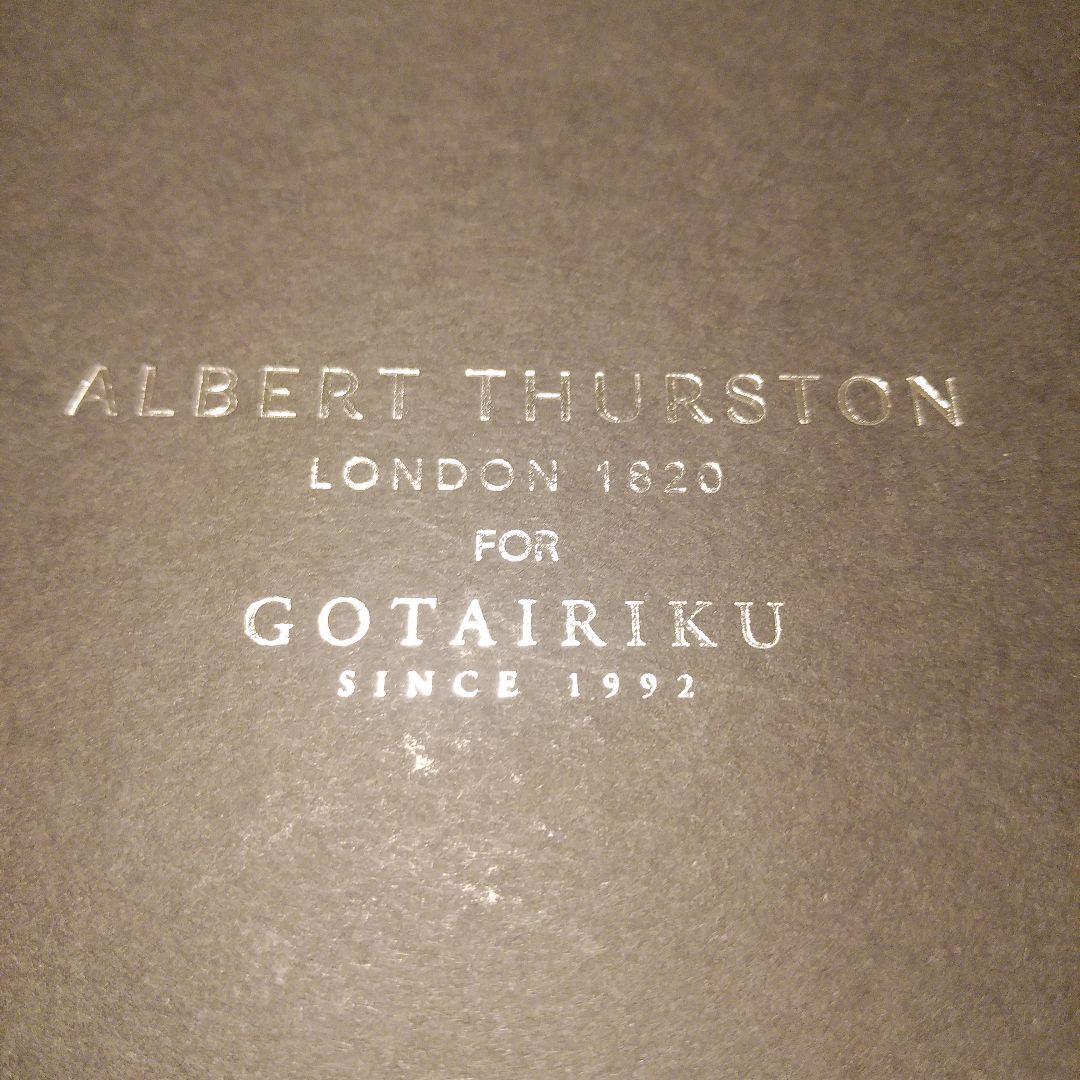 ALBERT THURSTON
LONDON 1820
FOR
GOTAIRIKU
SINCE 1992